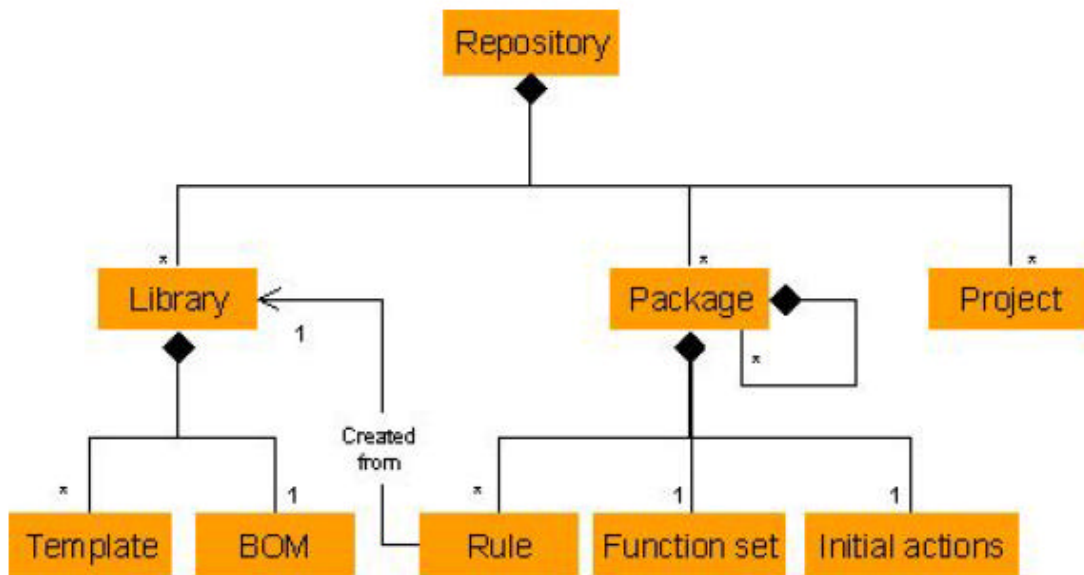 Repository
* * *
Library Package Project
1
*
Created
from
* 1 * 1 1
Template BOM Rule Function set Initial actions